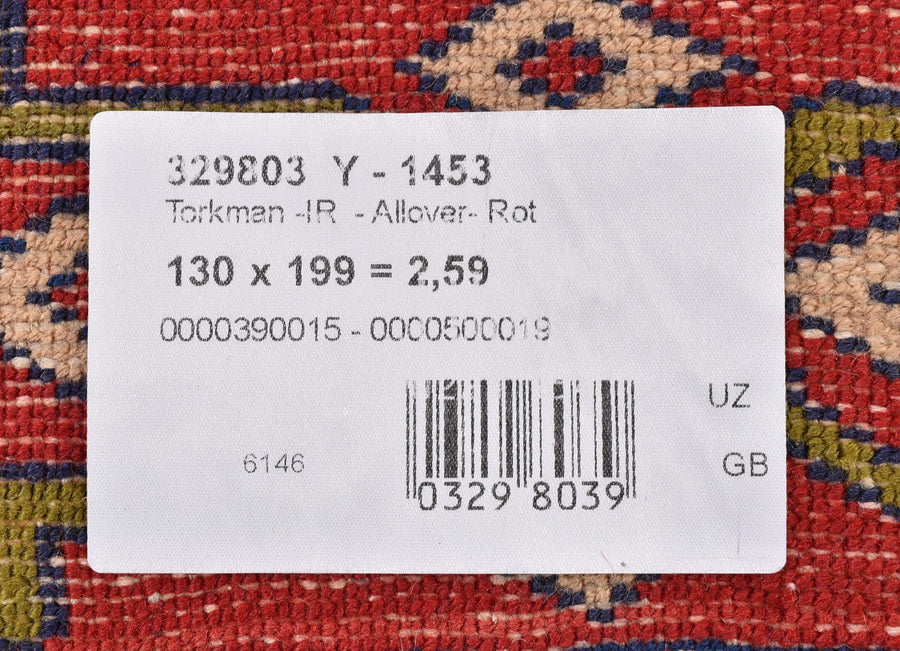 329803 Y - 1453
Torkman -IR - Allover- Rot
130 x 199 = 2,59
0000390015 - 0000500019
UZ
6146
GB
0329 8039